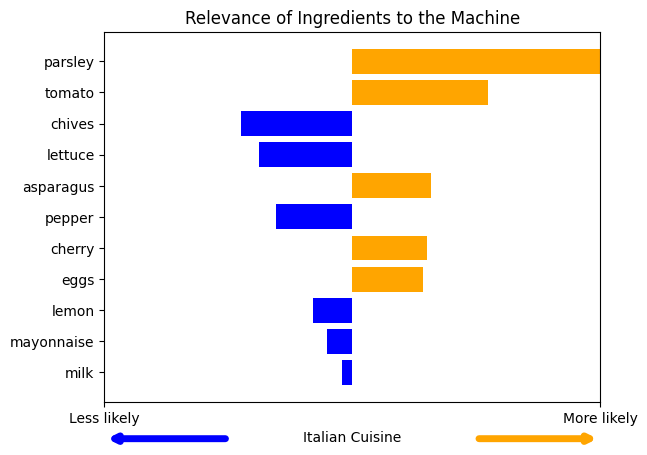 Relevance of Ingredients to the Machine
parsley
tomato
chives
lettuce
asparagus
pepper
cherry
eggs
lemon
mayonnaise
milk
Less likely
More likely
Italian Cuisine